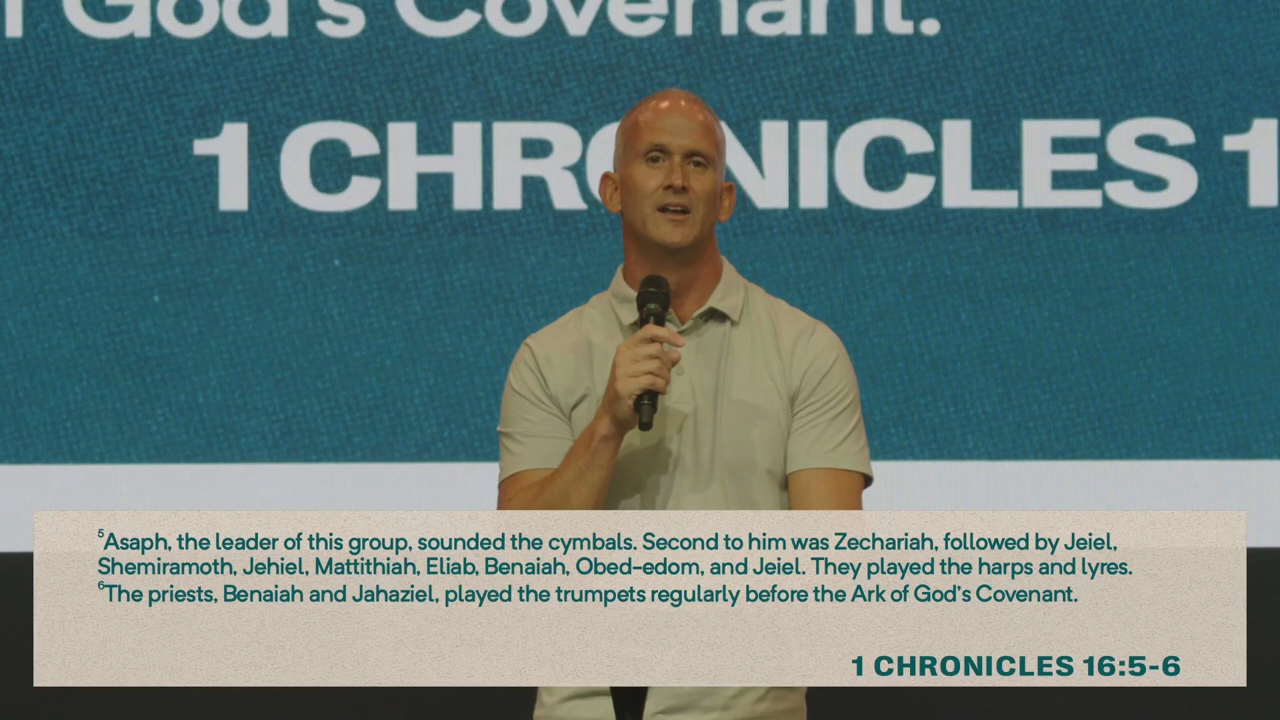 God's Covenant.
1 CHRONICLES 1
⁵Asaph, the leader of this group, sounded the cymbals. Second to him was Zechariah, followed by Jeiel,
Shemiramoth, Jehiel, Mattithiah, Eliab, Benaiah, Obed-edom, and Jeiel. They played the harps and lyres.
⁶The priests, Benaiah and Jahaziel, played the trumpets regularly before the Ark of God's Covenant.
1 CHRONICLES 16:5-6